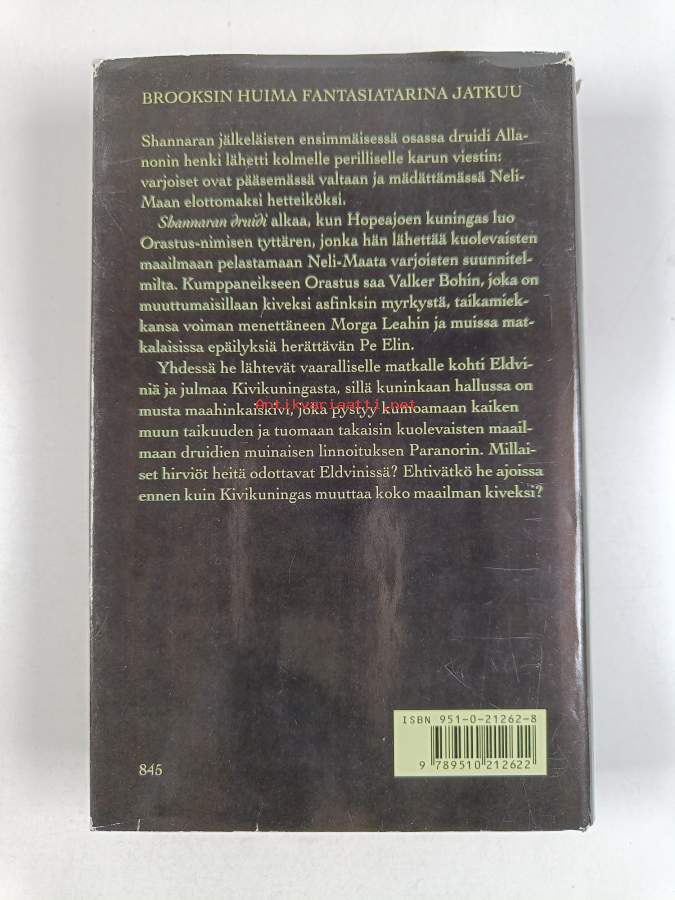 BROOKSIN HUIMA FANTASIATARINA JATKUU
Shannaran jälkeläisten ensimmäisessä osassa druidi Alla-
nonin henki lähetti kolmelle perilliselle karun viestin:
varjoiset ovat pääsemässä valtaan ja mädättämässä Neli-
Maan elottomaksi hetteiköksi.
Shannaran druidi alkaa, kun Hopeajoen kuningas luo
Orastus-nimisen tyttären, jonka hän lähettää kuolevaisten
maailmaan pelastamaan Neli-Maata varjoisten suunnitel-
milta. Kumppaneikseen Orastus saa Valker Bohin, joka on
muuttumaisillaan kiveksi asfinksin myrkystä, taikamiek-
kansa voiman menettäneen Morga Leahin ja muissa mat-
kalaisissa epäilyksiä herättävän Pe Elin.
Yhdessä he lähtevät vaaralliselle matkalle kohti Eldvi-
niä ja julmaa Kivikuningasta, sillä kuninkaan hallussa on
musta maahinkaiskivi, joka pystyy kumoamaan kaiken
Antikvariaatti.net
muun taikuuden ja tuomaan takaisin kuolevaisten maail-
maan druidien muinaisen linnoituksen Paranorin. Millai-
set hirviöt heitä odottavat Eldvinissä? Ehtivätkö he ajoissa
ennen kuin Kivikuningas muuttaa koko maailman kiveksi?
ISBN 951-0-21262-8
9 789510 212622
845